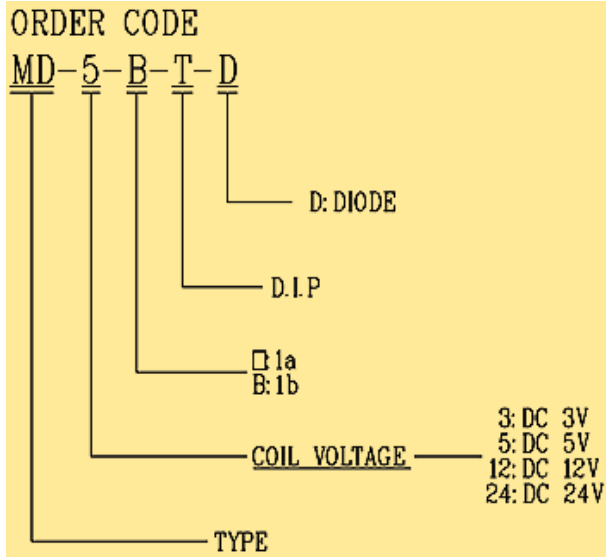 ORDER CODE
MD-5-B-T-D
D: DIODE
D.I.P
□:1a
B:1b
3: DC 3V
5: DC 5V
COIL VOLTAGE
12: DC 12V
24: DC 24V
TYPE